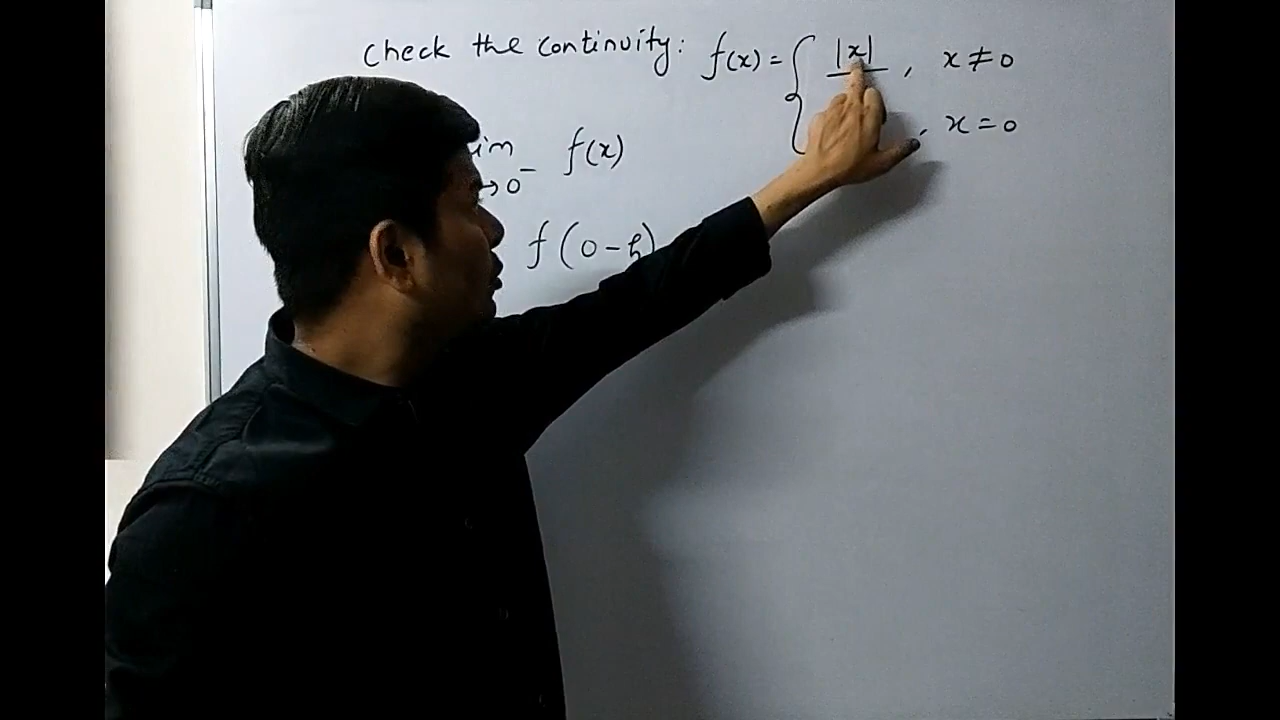 Check the continuity: f(x) = { |x| , x ≠ 0
, x = 0
im f(x)
→ 0⁻
f(0 - h)